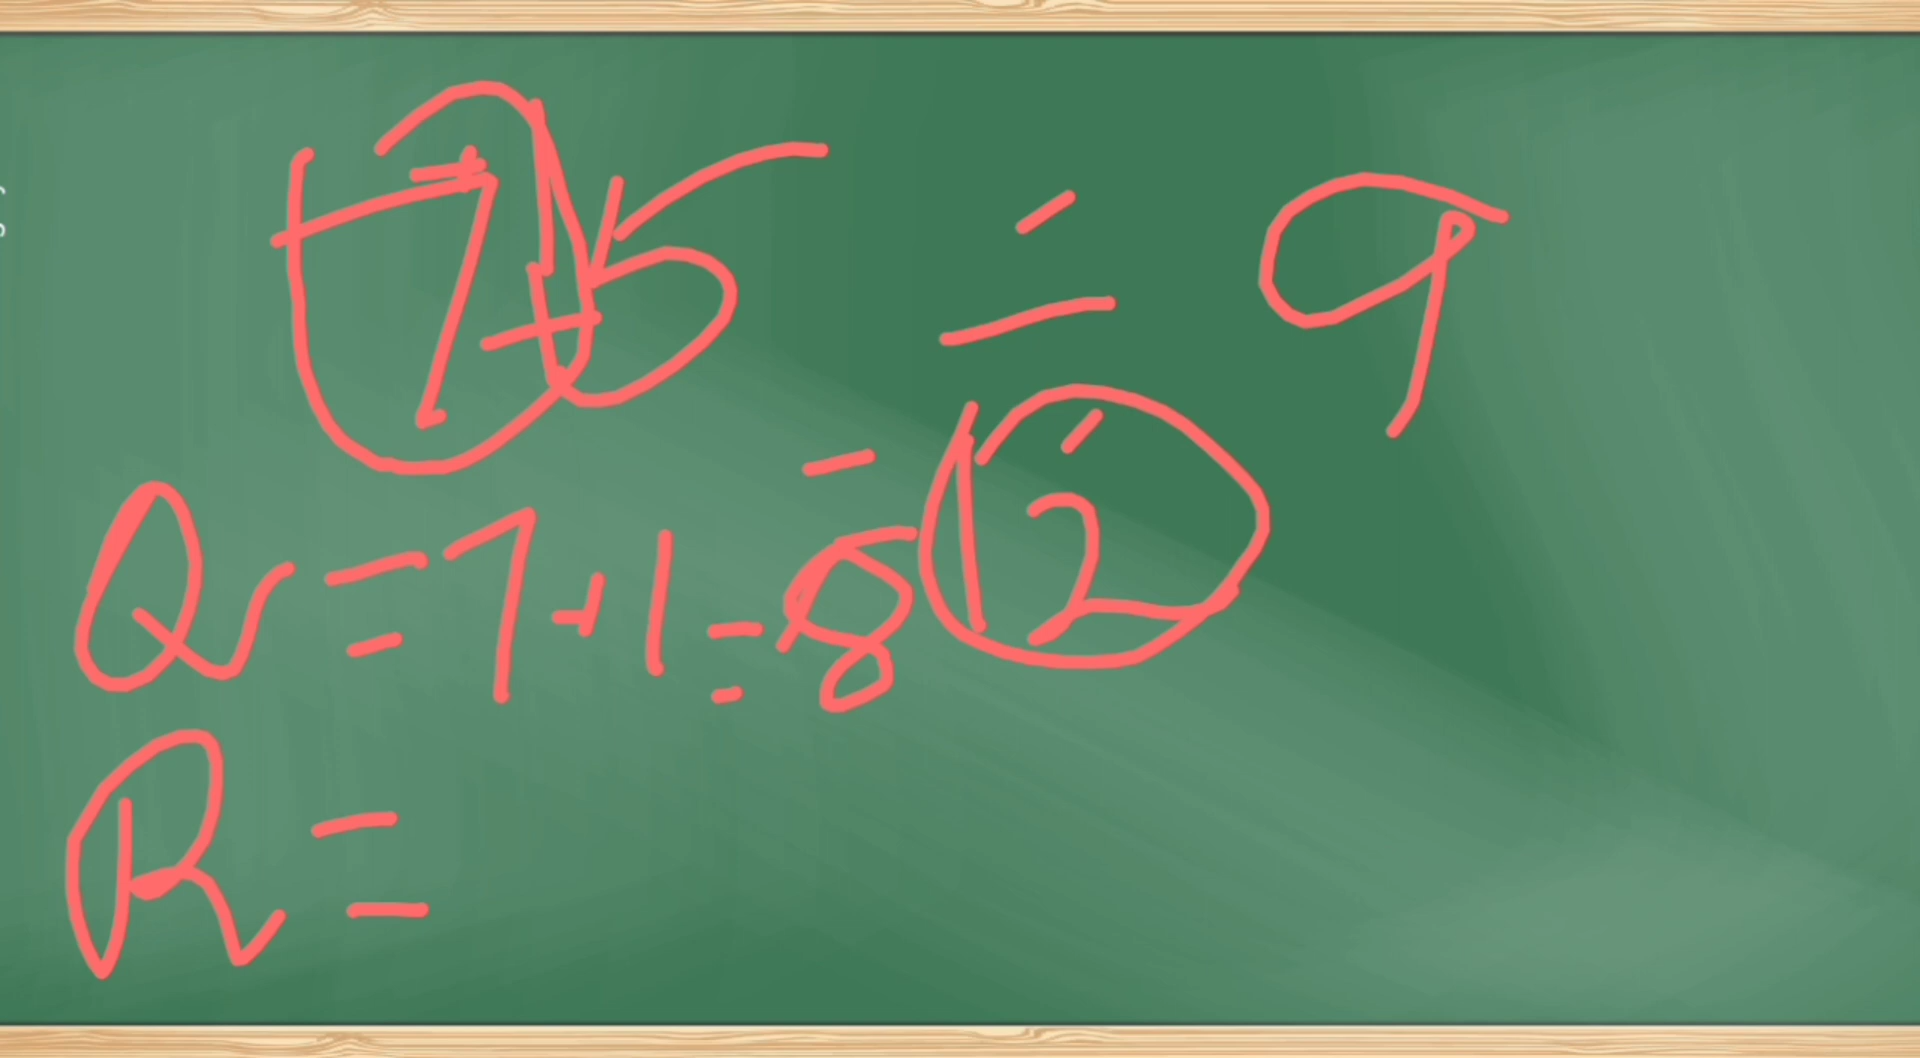 75 ÷ 9
Q = 7+1 = 8
12
R =